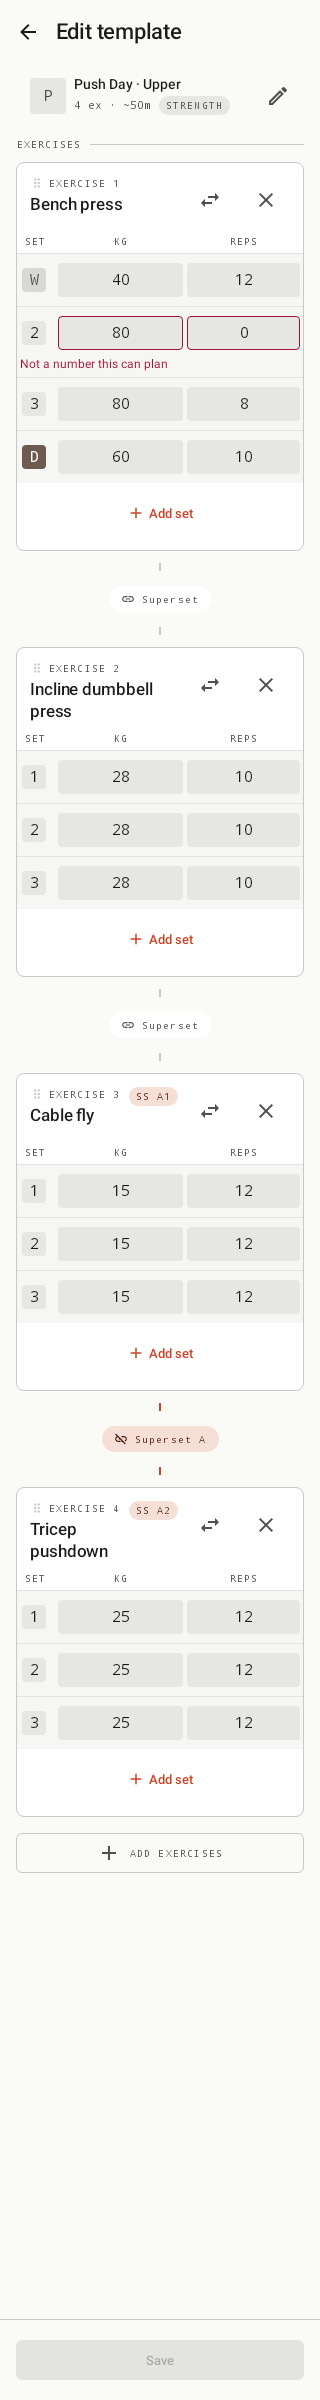 Edit template
P
Push Day · Upper
4 ex · ~50m STRENGTH
EXERCISES
EXERCISE 1
Bench press
SET KG REPS
W 40 12
2 80 0
Not a number this can plan
3 80 8
D 60 10
Add set
Superset
EXERCISE 2
Incline dumbbell
press
SET KG REPS
1 28 10
2 28 10
3 28 10
Add set
Superset
EXERCISE 3 SS A1
Cable fly
SET KG REPS
1 15 12
2 15 12
3 15 12
Add set
Superset A
EXERCISE 4 SS A2
Tricep
pushdown
SET KG REPS
1 25 12
2 25 12
3 25 12
Add set
ADD EXERCISES
Save